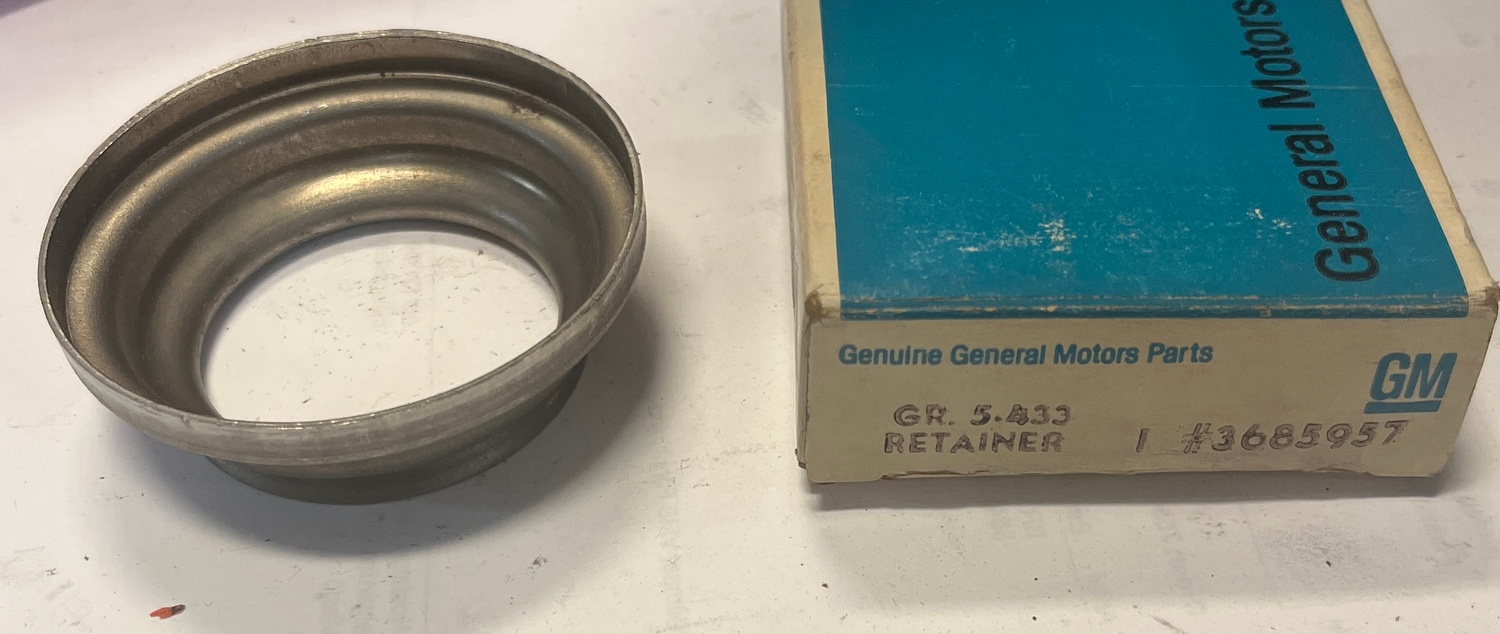 General Motors
Genuine General Motors Parts
GM
GR. 5.433
RETAINER 1 #3685957